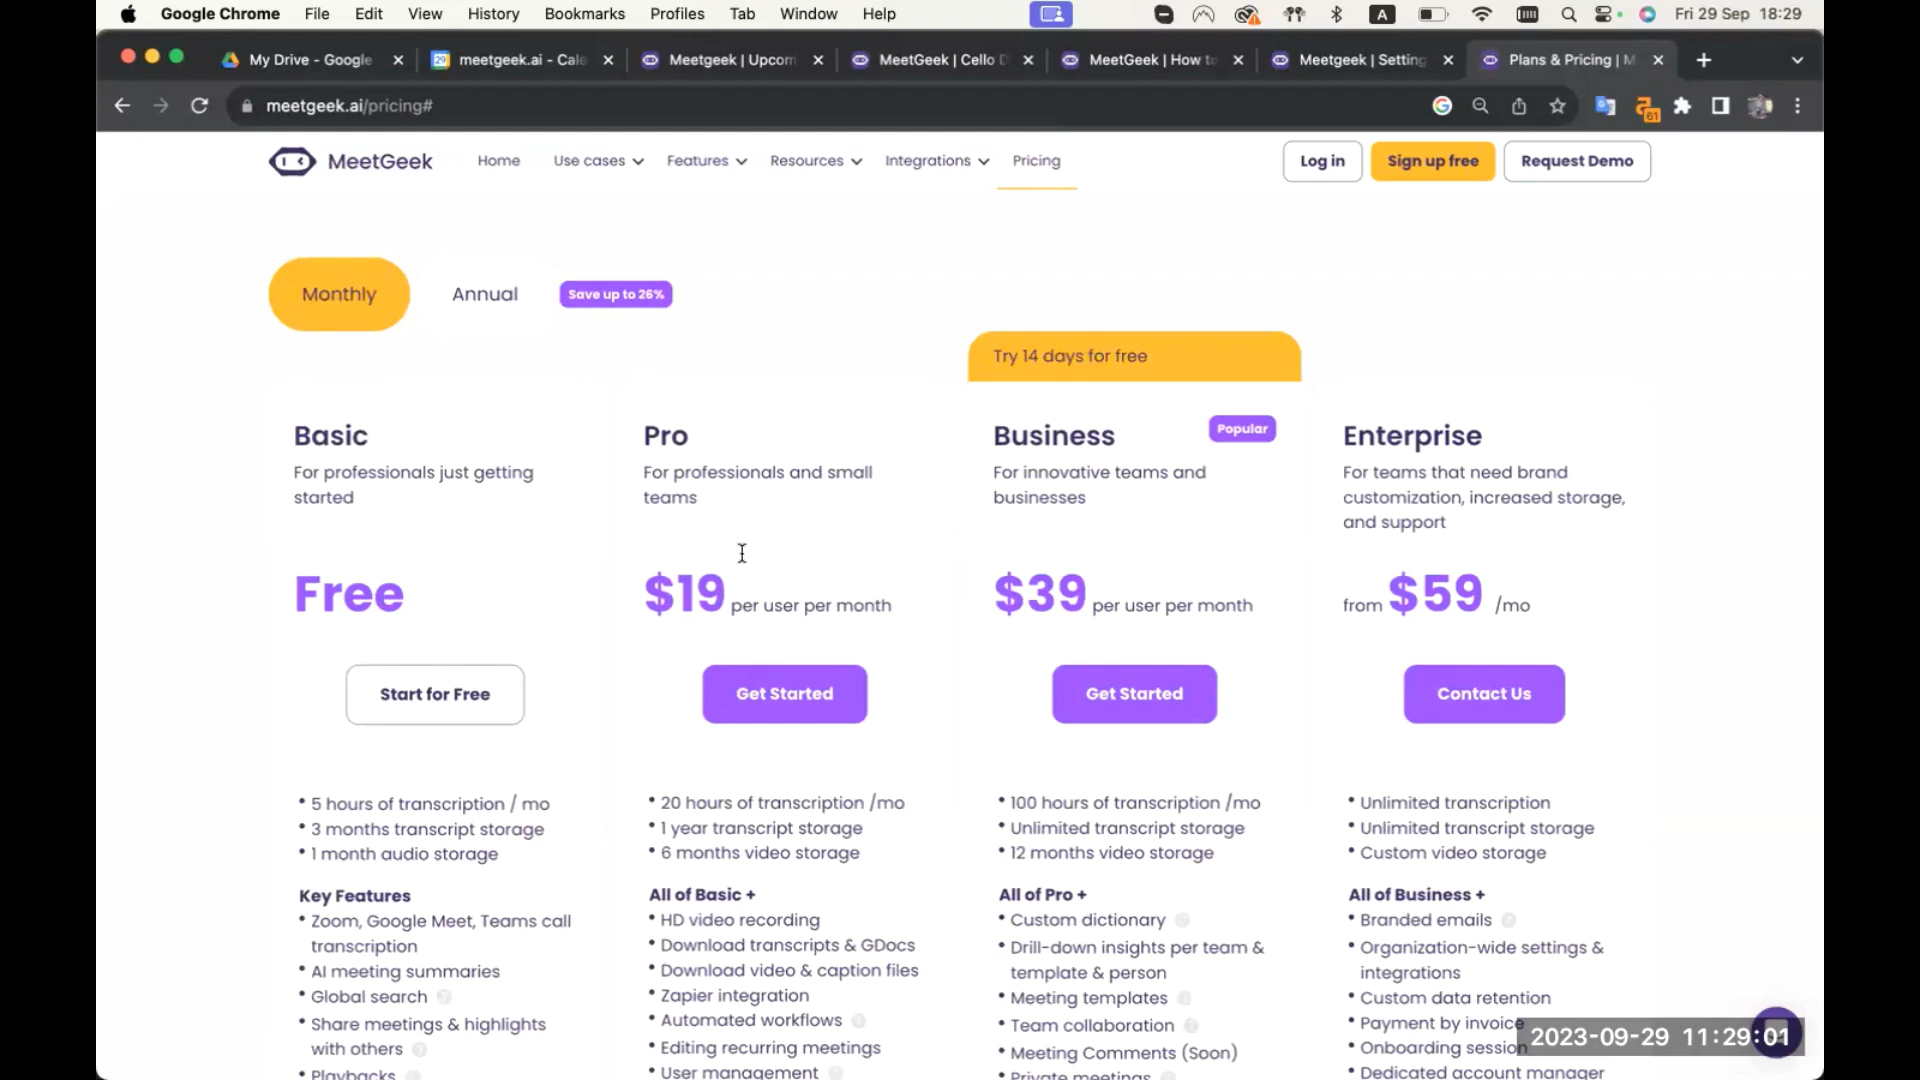 Google Chrome File Edit View History Bookmarks Profiles Tab Window Help A Fri 29 Sep 18:29
My Drive - Google meetgeek.ai - Cale Meetgeek | Upcom MeetGeek | Cello D MeetGeek | How to Meetgeek | Setting Plans & Pricing | M
meetgeek.ai/pricing# 61
MeetGeek Home Use cases Features Resources Integrations Pricing Log in Sign up free Request Demo
Monthly Annual Save up to 26%
Try 14 days for free
Basic
For professionals just getting
started
Free
Start for Free
• 5 hours of transcription / mo
• 3 months transcript storage
• 1 month audio storage
Key Features
• Zoom, Google Meet, Teams call
transcription
• AI meeting summaries
• Global search ?
• Share meetings & highlights
with others ?
• Playbacks
Pro
For professionals and small
teams
$19 per user per month
Get Started
• 20 hours of transcription /mo
• 1 year transcript storage
• 6 months video storage
All of Basic +
• HD video recording
• Download transcripts & GDocs
• Download video & caption files
• Zapier integration
• Automated workflows ?
• Editing recurring meetings
• User management ?
Business Popular
For innovative teams and
businesses
$39 per user per month
Get Started
• 100 hours of transcription /mo
• Unlimited transcript storage
• 12 months video storage
All of Pro +
• Custom dictionary ?
• Drill-down insights per team &
template & person
• Meeting templates ?
• Team collaboration ?
• Meeting Comments (Soon)
• Private meetings
Enterprise
For teams that need brand
customization, increased storage,
and support
from $59 /mo
Contact Us
• Unlimited transcription
• Unlimited transcript storage
• Custom video storage
All of Business +
• Branded emails ?
• Organization-wide settings &
integrations
• Custom data retention
• Payment by invoice
• Onboarding session
• Dedicated account manager
2023-09-29 11:29:01